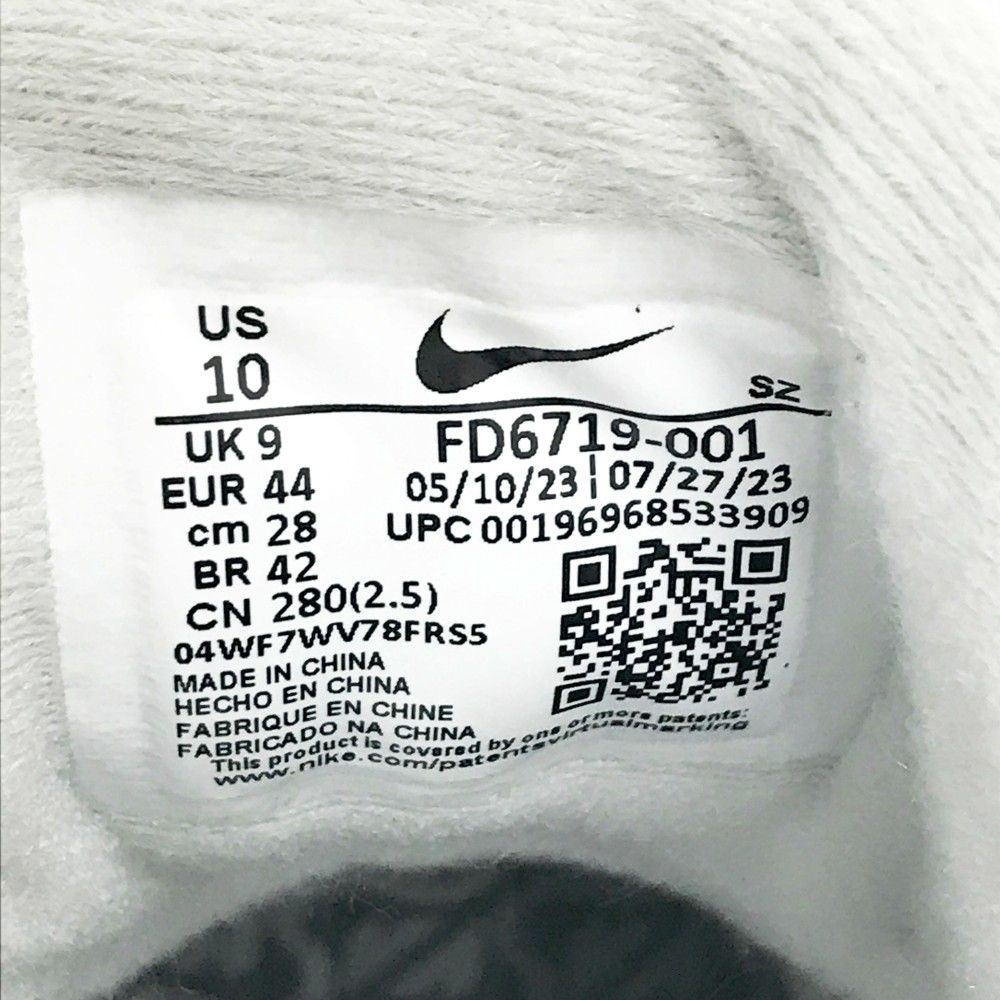 US
10
SZ
UK 9
FD6719-001
EUR 44
05/10/23 | 07/27/23
cm 28
UPC 00196968533909
BR 42
CN 280(2.5)
04WF7WV78FRS5
MADE IN CHINA
HECHO EN CHINA
FABRIQUE EN CHINE
FABRICADO NA CHINA
This product is covered by one or more patents:
www.nike.com/patentsvirtualmarking